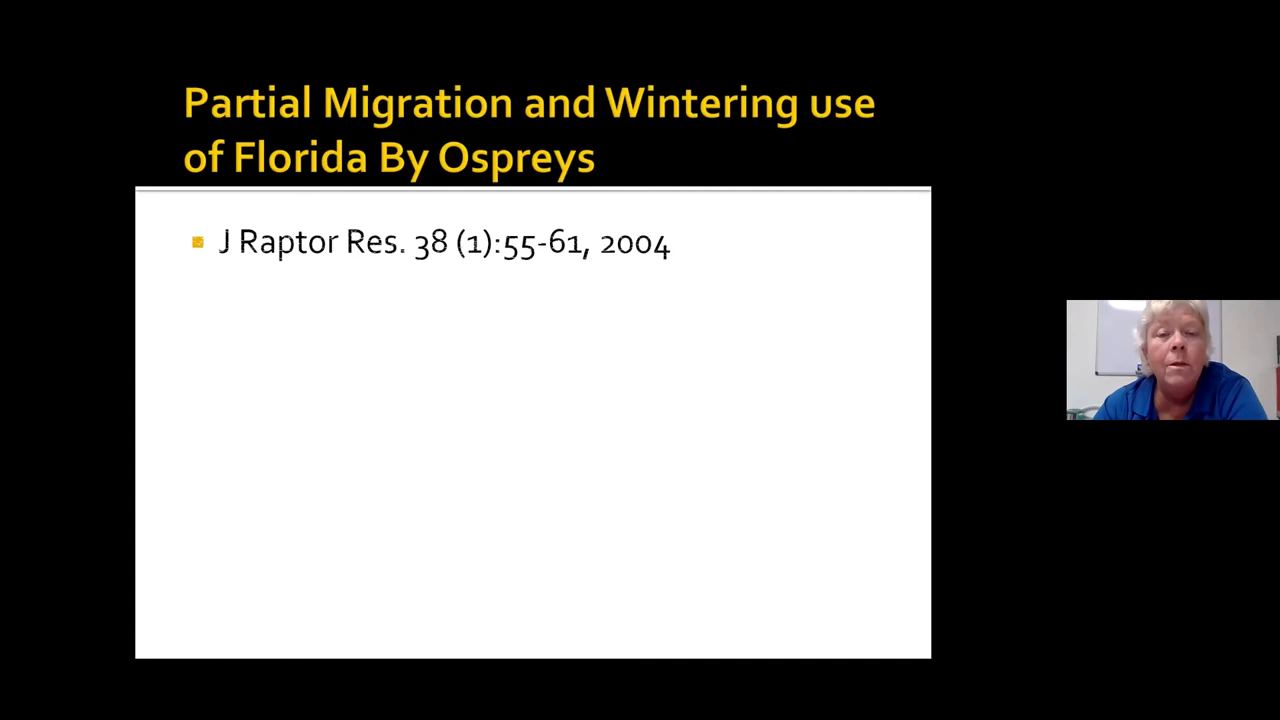 Partial Migration and Wintering use
of Florida By Ospreys
J Raptor Res. 38 (1):55-61, 2004